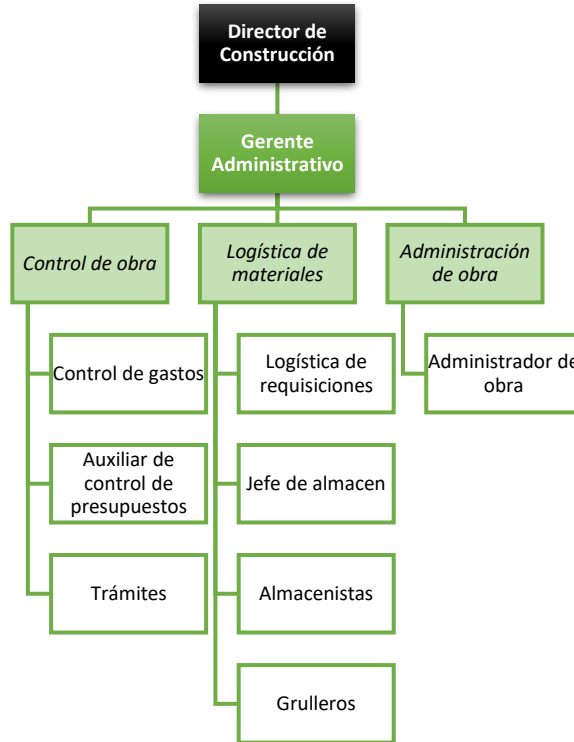 Director de
Construcción
Gerente
Administrativo
Control de obra
Logística de
materiales
Administración
de obra
Control de gastos
Auxiliar de
control de
presupuestos
Trámites
Logística de
requisiciones
Jefe de almacen
Almacenistas
Grulleros
Administrador de
obra